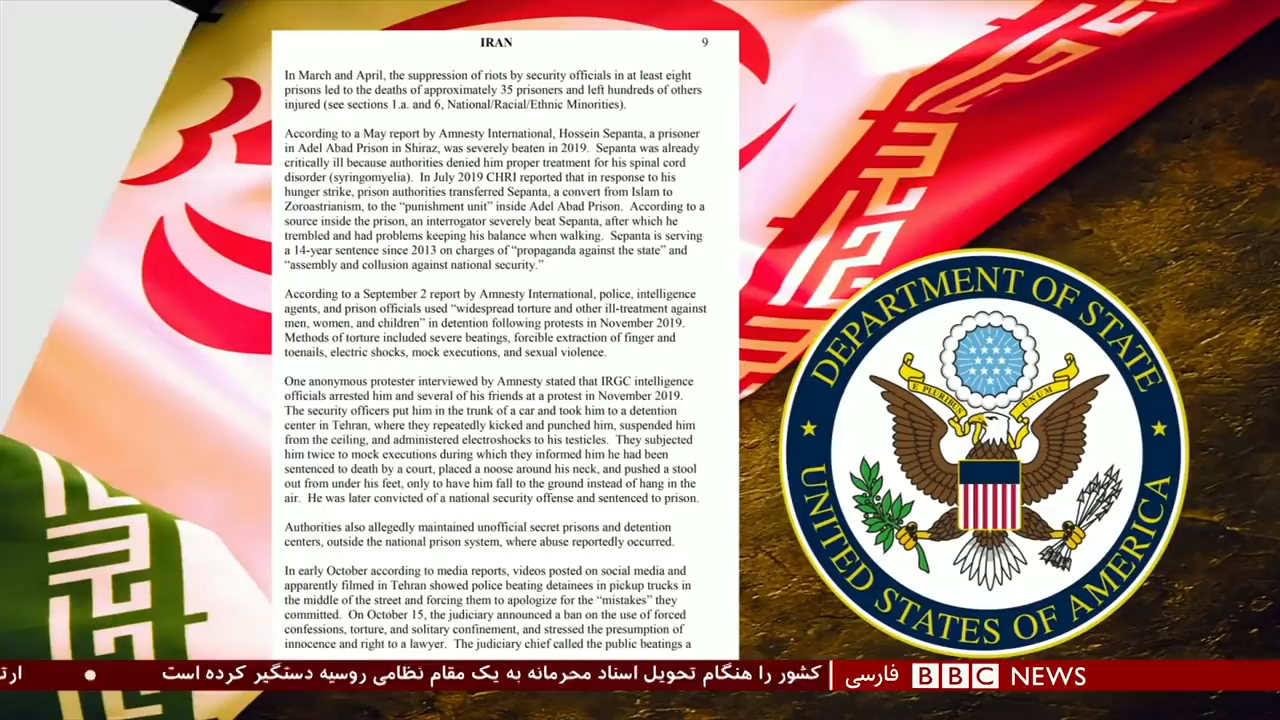 IRAN 9
In March and April, the suppression of riots by security officials in at least eight
prisons led to the deaths of approximately 35 prisoners and left hundreds of others
injured (see sections 1.a. and 6, National/Racial/Ethnic Minorities).
According to a May report by Amnesty International, Hossein Sepanta, a prisoner
in Adel Abad Prison in Shiraz, was severely beaten in 2019. Sepanta was already
critically ill because authorities denied him proper treatment for his spinal cord
disorder (syringomyelia). In July 2019 CHRI reported that in response to his
hunger strike, prison authorities transferred Sepanta, a convert from Islam to
Zoroastrianism, to the “punishment unit” inside Adel Abad Prison. According to a
source inside the prison, an interrogator severely beat Sepanta, after which he
trembled and had problems keeping his balance when walking. Sepanta is serving
a 14-year sentence since 2013 on charges of “propaganda against the state” and
“assembly and collusion against national security.”
According to a September 2 report by Amnesty International, police, intelligence
agents, and prison officials used “widespread torture and other ill-treatment against
men, women, and children” in detention following protests in November 2019.
Methods of torture included severe beatings, forcible extraction of finger and
toenails, electric shocks, mock executions, and sexual violence.
One anonymous protester interviewed by Amnesty stated that IRGC intelligence
officials arrested him and several of his friends at a protest in November 2019.
The security officers put him in the trunk of a car and took him to a detention
center in Tehran, where they repeatedly kicked and punched him, suspended him
from the ceiling, and administered electroshocks to his testicles. They subjected
him twice to mock executions during which they informed him he had been
sentenced to death by a court, placed a noose around his neck, and pushed a stool
out from under his feet, only to have him fall to the ground instead of hang in the
air. He was later convicted of a national security offense and sentenced to prison.
Authorities also allegedly maintained unofficial secret prisons and detention
centers, outside the national prison system, where abuse reportedly occurred.
In early October according to media reports, videos posted on social media and
apparently filmed in Tehran showed police beating detainees in pickup trucks in
the middle of the street and forcing them to apologize for the “mistakes” they
committed. On October 15, the judiciary announced a ban on the use of forced
confessions, torture, and solitary confinement, and stressed the presumption of
innocence and right to a lawyer. The judiciary chief called the public beatings a
DEPARTMENT OF STATE
E PLURIBUS UNUM
UNITED STATES OF AMERICA
BBC NEWS فارسی
کشور را هنگام تحویل اسناد محرمانه به یک مقام نظامی روسیه دستگیر کرده است
ارت